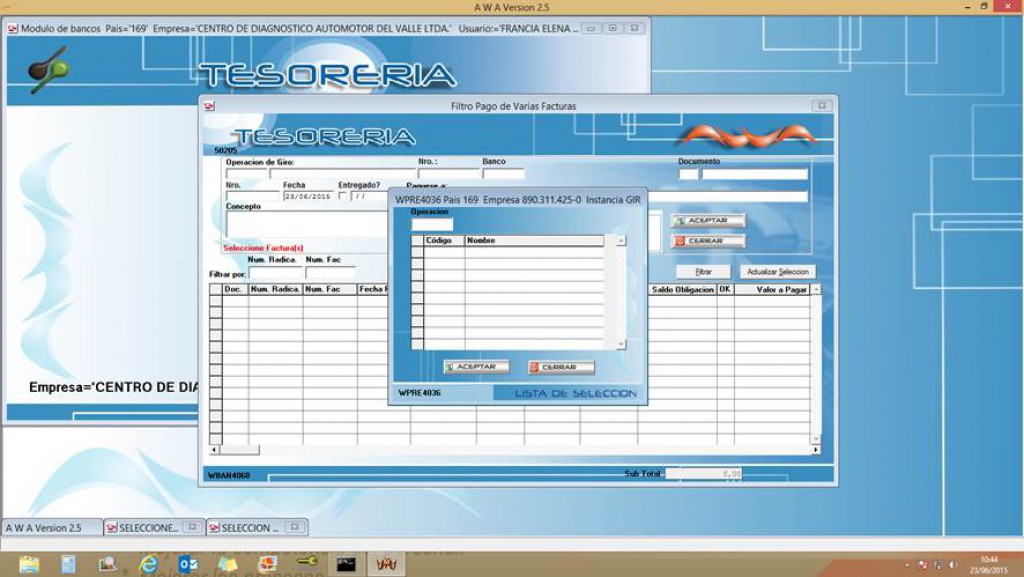 A W A Version 2.5
Modulo de bancos Pais='169' Empresa='CENTRO DE DIAGNOSTICO AUTOMOTOR DEL VALLE LTDA.' Usuario:='FRANCIA ELENA ...
TESORERIA
Filtro Pago de Varias Facturas
TESORERIA
50205
Operacion de Giro: Nro. : Banco Documento
Nro. Fecha Entregado? Paguese a:
23/06/2015 / /
WPRE4036 Pais 169 Empresa 890.311.425-0 Instancia GIR
Concepto
Operacion
ACEPTAR
CERRAR
Código Nombre
Seleccione Factura(s)
Num. Radica. Num. Fac
Filtrar por:
Filtrar Actualizar Seleccion
Doc. Num. Radica. Num. Fac Fecha Saldo Obligacion OK Valor a Pagar
ACEPTAR CERRAR
WPRE4036 LISTA DE SELECCION
Empresa='CENTRO DE DIA
WBAN4068 Sub Total 0,00
A W A Version 2.5 SELECCIONE... SELECCION ...
10:44
23/06/2015